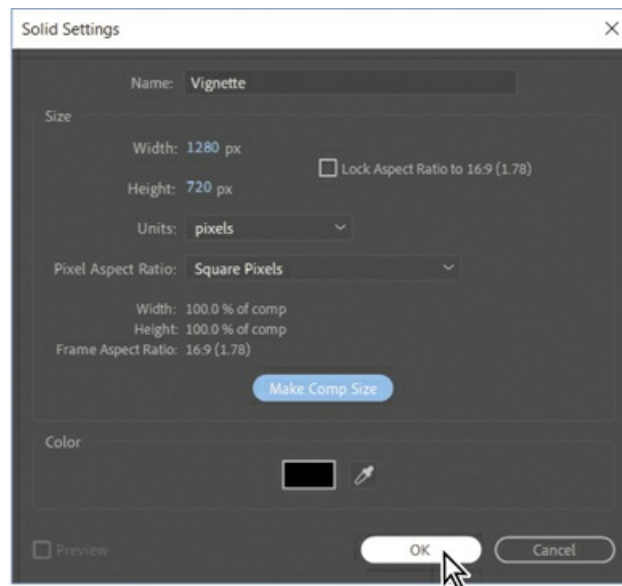 Solid Settings
Name: Vignette
Size
Width: 1280 px
Lock Aspect Ratio to 16:9 (1.78)
Height: 720 px
Units: pixels
Pixel Aspect Ratio: Square Pixels
Width: 100.0 % of comp
Height: 100.0 % of comp
Frame Aspect Ratio: 16:9 (1.78)
Make Comp Size
Color
Preview
OK Cancel